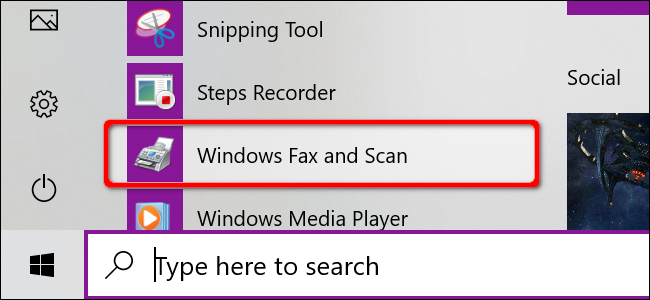 Snipping Tool
Steps Recorder
Social
Windows Fax and Scan
Windows Media Player
Type here to search